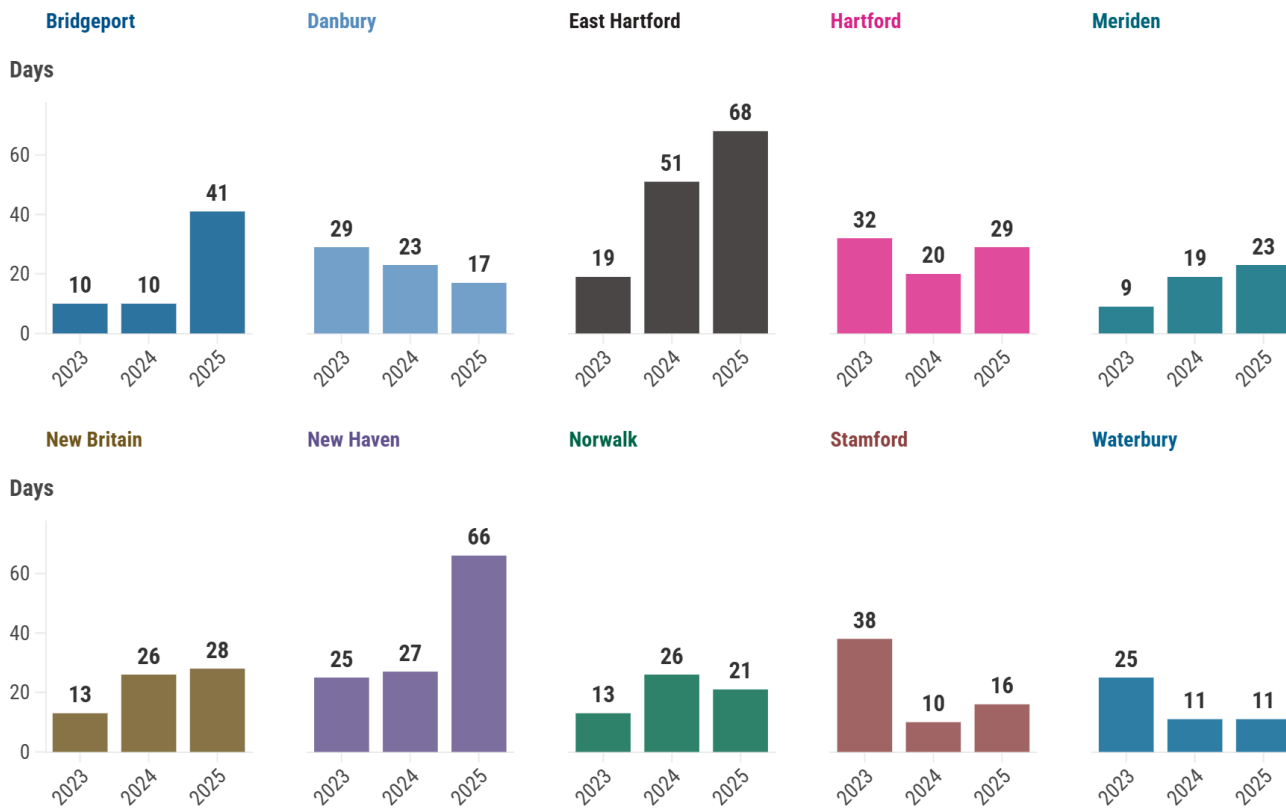 Bridgeport Danbury East Hartford Hartford Meriden
Days
68
60
51
41
40
29 32 29
23 20 23
19 19
17
20
10 10 9
0
2023 2024 2025 2023 2024 2025 2023 2024 2025 2023 2024 2025 2023 2024 2025
New Britain New Haven Norwalk Stamford Waterbury
Days
66
60
40
38
26 28 25 27 26 25
21
20
13 13 16
10 11 11
0
2023 2024 2025 2023 2024 2025 2023 2024 2025 2023 2024 2025 2023 2024 2025